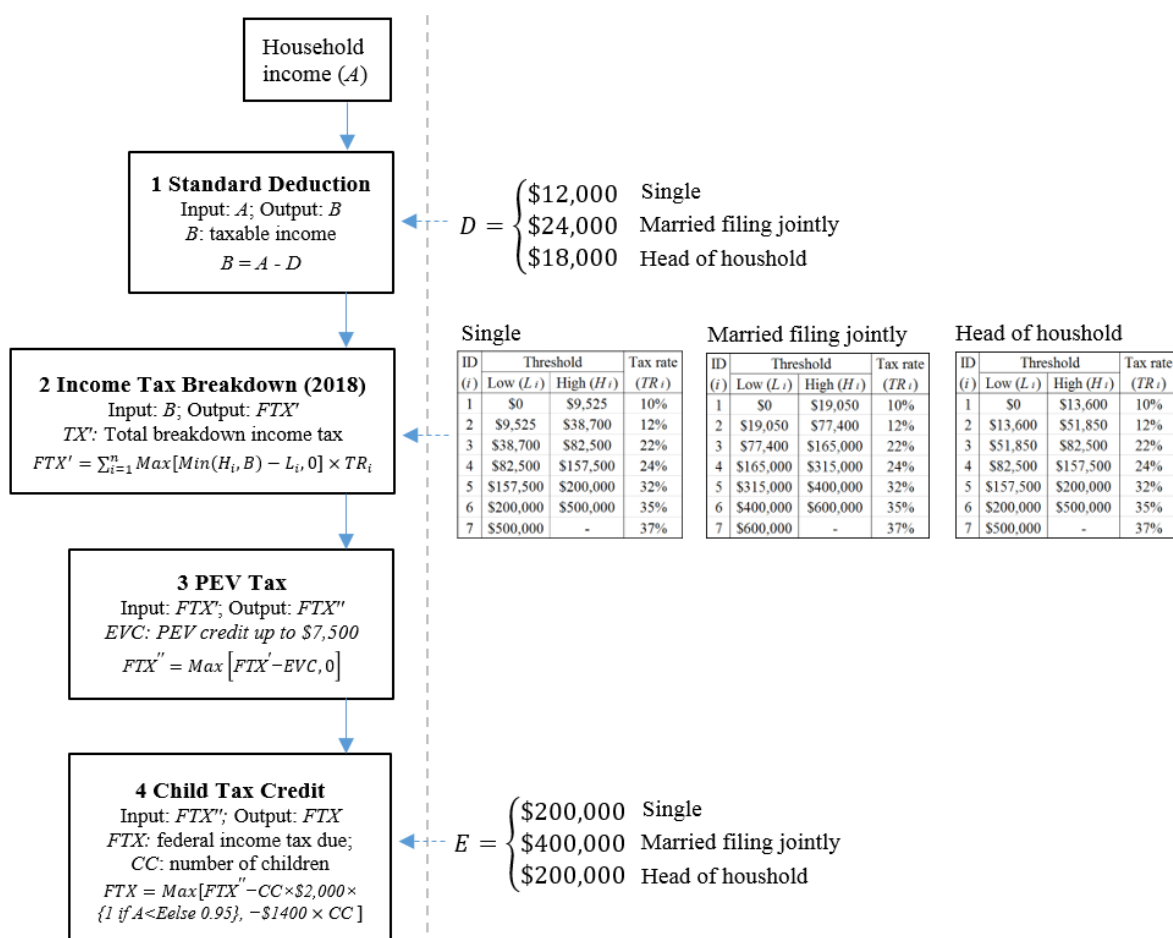 Household
income (A)
1 Standard Deduction
Input: A; Output: B
B: taxable income
B = A - D
D = { $12,000 Single
$24,000 Married filing jointly
$18,000 Head of houshold
2 Income Tax Breakdown (2018)
Input: B; Output: FTX'
TX': Total breakdown income tax
FTX' = ∑ⁿᵢ₌₁ Max[Min(Hᵢ, B) − Lᵢ, 0] × TRᵢ
Single
ID Threshold Tax rate
(i) Low (L i) High (H i) (TR i)
1 $0 $9,525 10%
2 $9,525 $38,700 12%
3 $38,700 $82,500 22%
4 $82,500 $157,500 24%
5 $157,500 $200,000 32%
6 $200,000 $500,000 35%
7 $500,000 - 37%
Married filing jointly
ID Threshold Tax rate
(i) Low (L i) High (H i) (TR i)
1 $0 $19,050 10%
2 $19,050 $77,400 12%
3 $77,400 $165,000 22%
4 $165,000 $315,000 24%
5 $315,000 $400,000 32%
6 $400,000 $600,000 35%
7 $600,000 - 37%
Head of houshold
ID Threshold Tax rate
(i) Low (L i) High (H i) (TR i)
1 $0 $13,600 10%
2 $13,600 $51,850 12%
3 $51,850 $82,500 22%
4 $82,500 $157,500 24%
5 $157,500 $200,000 32%
6 $200,000 $500,000 35%
7 $500,000 - 37%
3 PEV Tax
Input: FTX'; Output: FTX"
EVC: PEV credit up to $7,500
FTX'' = Max [FTX'−EVC, 0]
4 Child Tax Credit
Input: FTX"; Output: FTX
FTX: federal income tax due;
CC: number of children
FTX = Max[FTX''−CC×$2,000×
{1 if A<Eelse 0.95}, −$1400 × CC ]
E = { $200,000 Single
$400,000 Married filing jointly
$200,000 Head of houshold